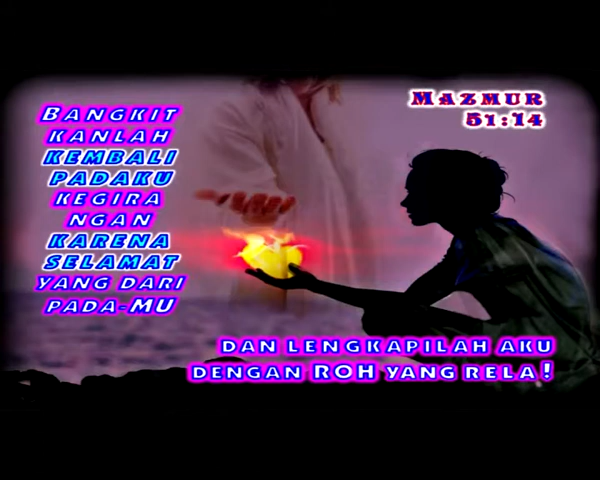 MAZMUR
51:14
BANGKIT
KANLAH
KEMBALI
PADAKU
KEGIRA
NGAN
KARENA
SELAMAT
YANG DARI
PADA-MU
DAN LENGKAPILAH AKU
DENGAN ROH YANG RELA!